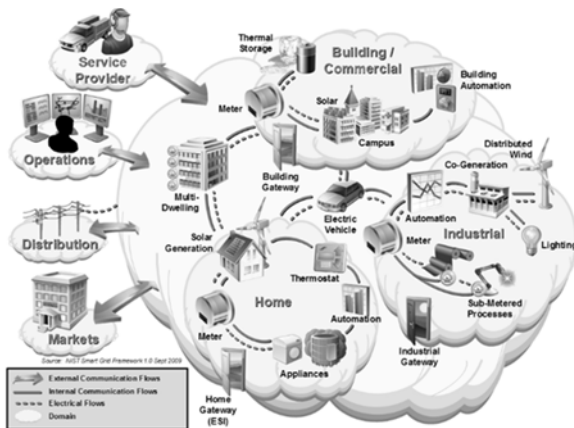 Service
Provider
Operations
Distribution
Markets
Thermal
Storage
Building /
Commercial
Building
Automation
Meter
Solar
Campus
Building
Gateway
Multi-
Dwelling
Electric
Vehicle
Distributed
Wind
Co-Generation
Automation
Industrial
Meter
Lighting
Sub-Metered
Processes
Industrial
Gateway
Solar
Generation
Thermostat
Home
Meter
Automation
Appliances
Home
Gateway
(ESI)
Source: NIST Smart Grid Framework 1.0 Sept 2009
External Communication Flows
Internal Communication Flows
Electrical Flows
Domain